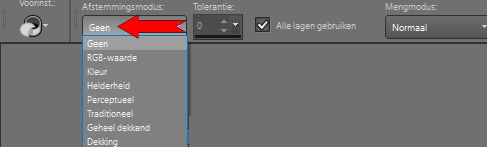 Voorinst.: Afstemmingsmodus: Tolerantie: Mengmodus:
Geen 0 Alle lagen gebruiken Normaal
Geen
RGB-waarde
Kleur
Helderheid
Perceptueel
Traditioneel
Geheel dekkend
Dekking